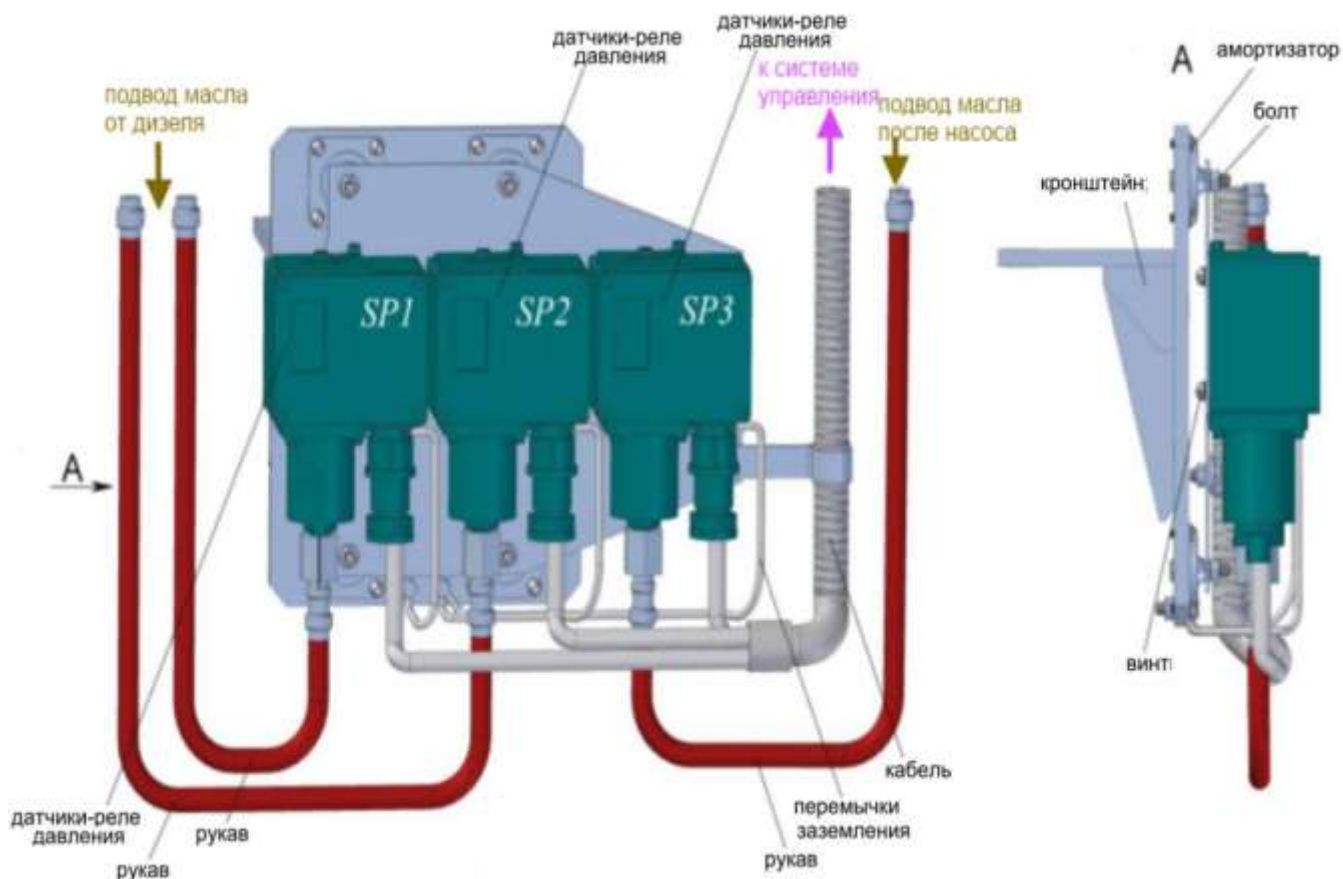 датчики-реле
давления
датчики-реле
давления
к системе
управления
подвод масла
от дизеля
подвод масла
после насоса
А
амортизатор
болт
кронштейн:
SP1
SP2
SP3
А
винт:
кабель
перемычки
заземления
рукав
датчики-реле
давления
рукав
рукав